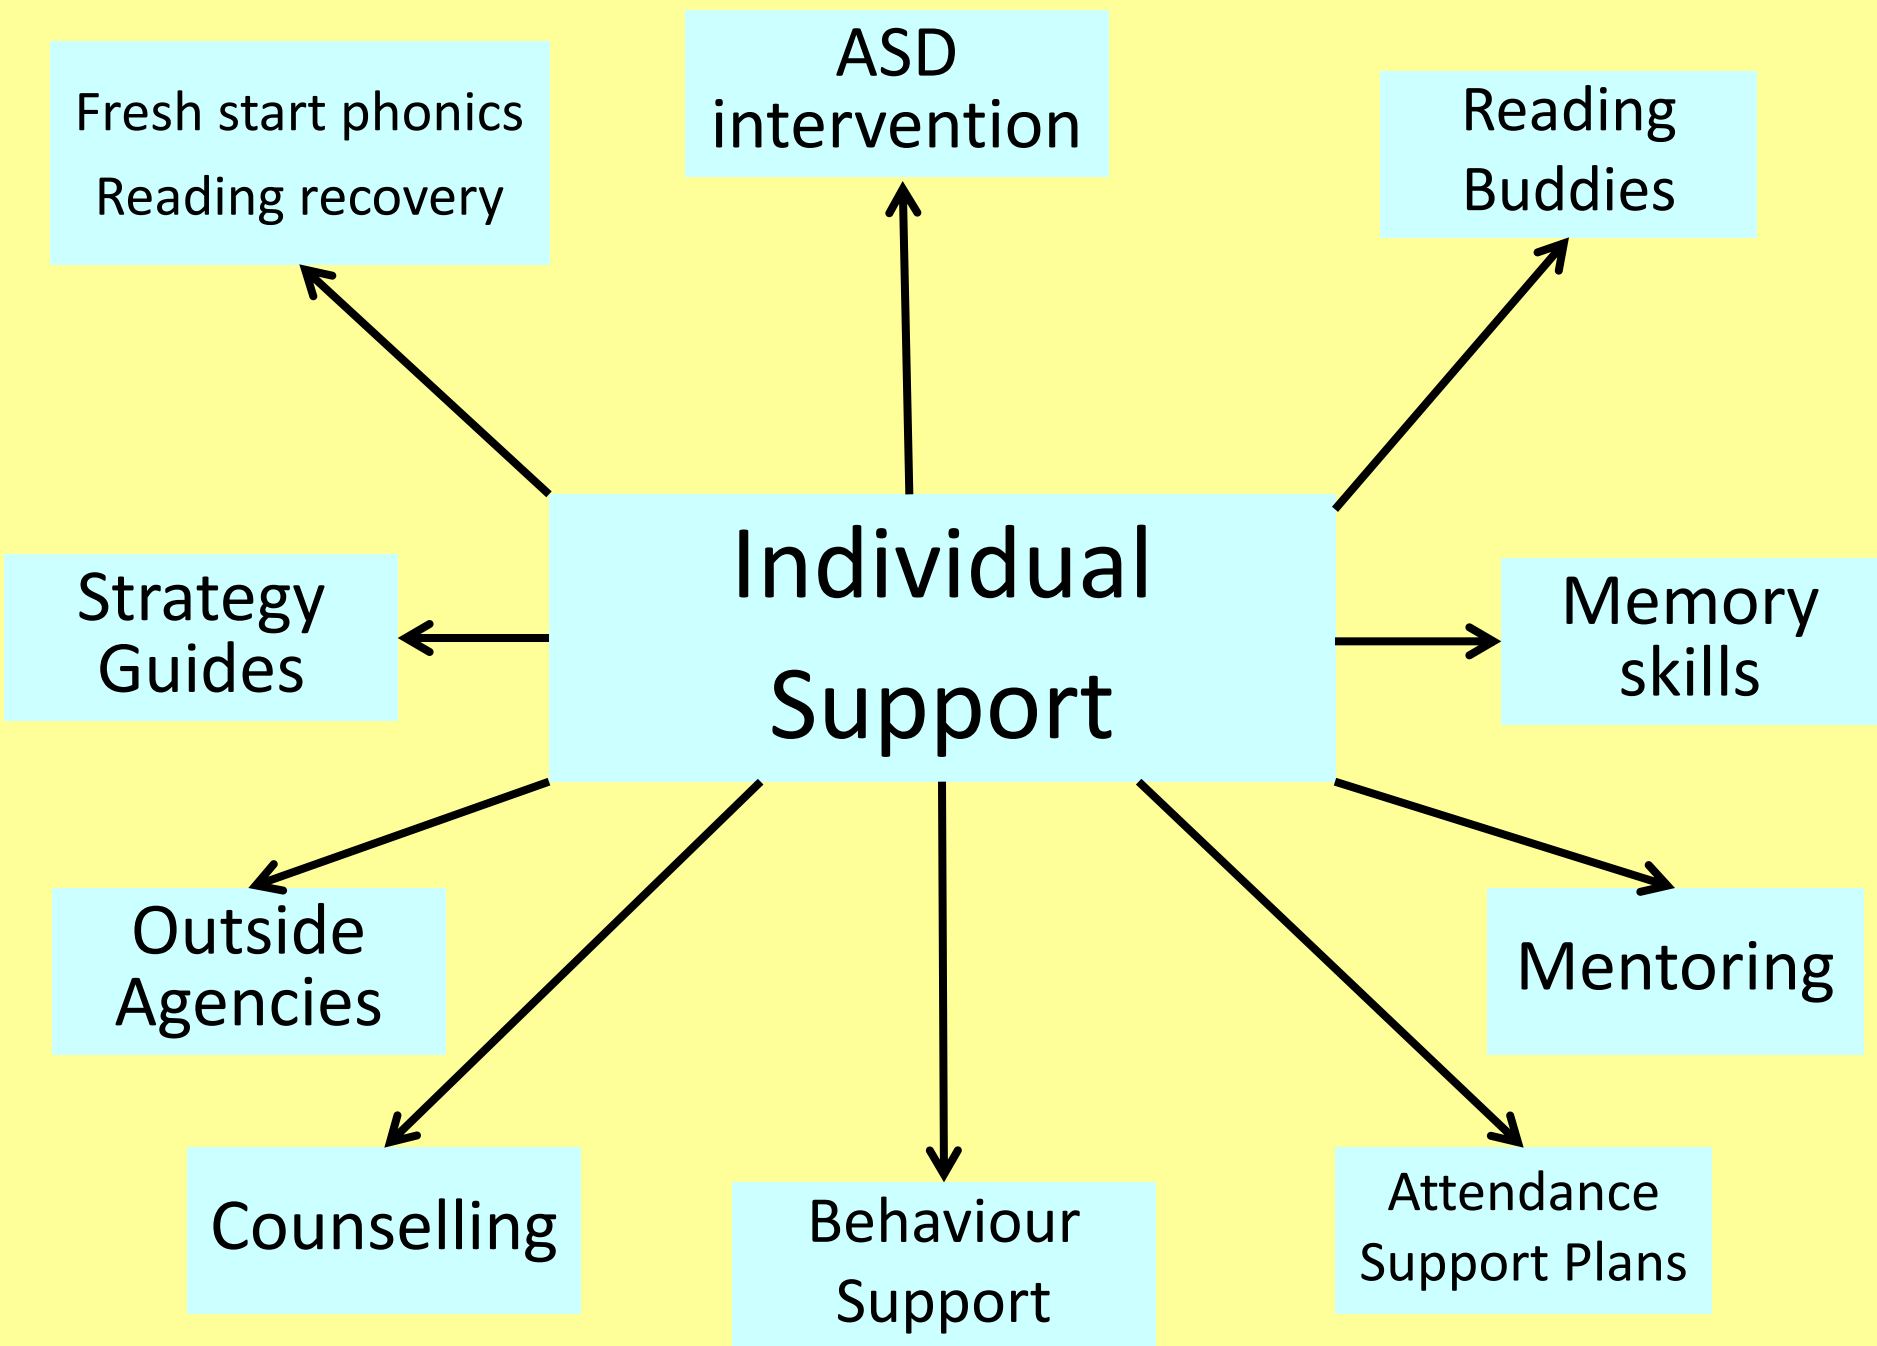 Fresh start phonics
Reading recovery
ASD
intervention
Reading
Buddies
Strategy
Guides
Individual
Support
Memory
skills
Outside
Agencies
Mentoring
Counselling
Behaviour
Support
Attendance
Support Plans